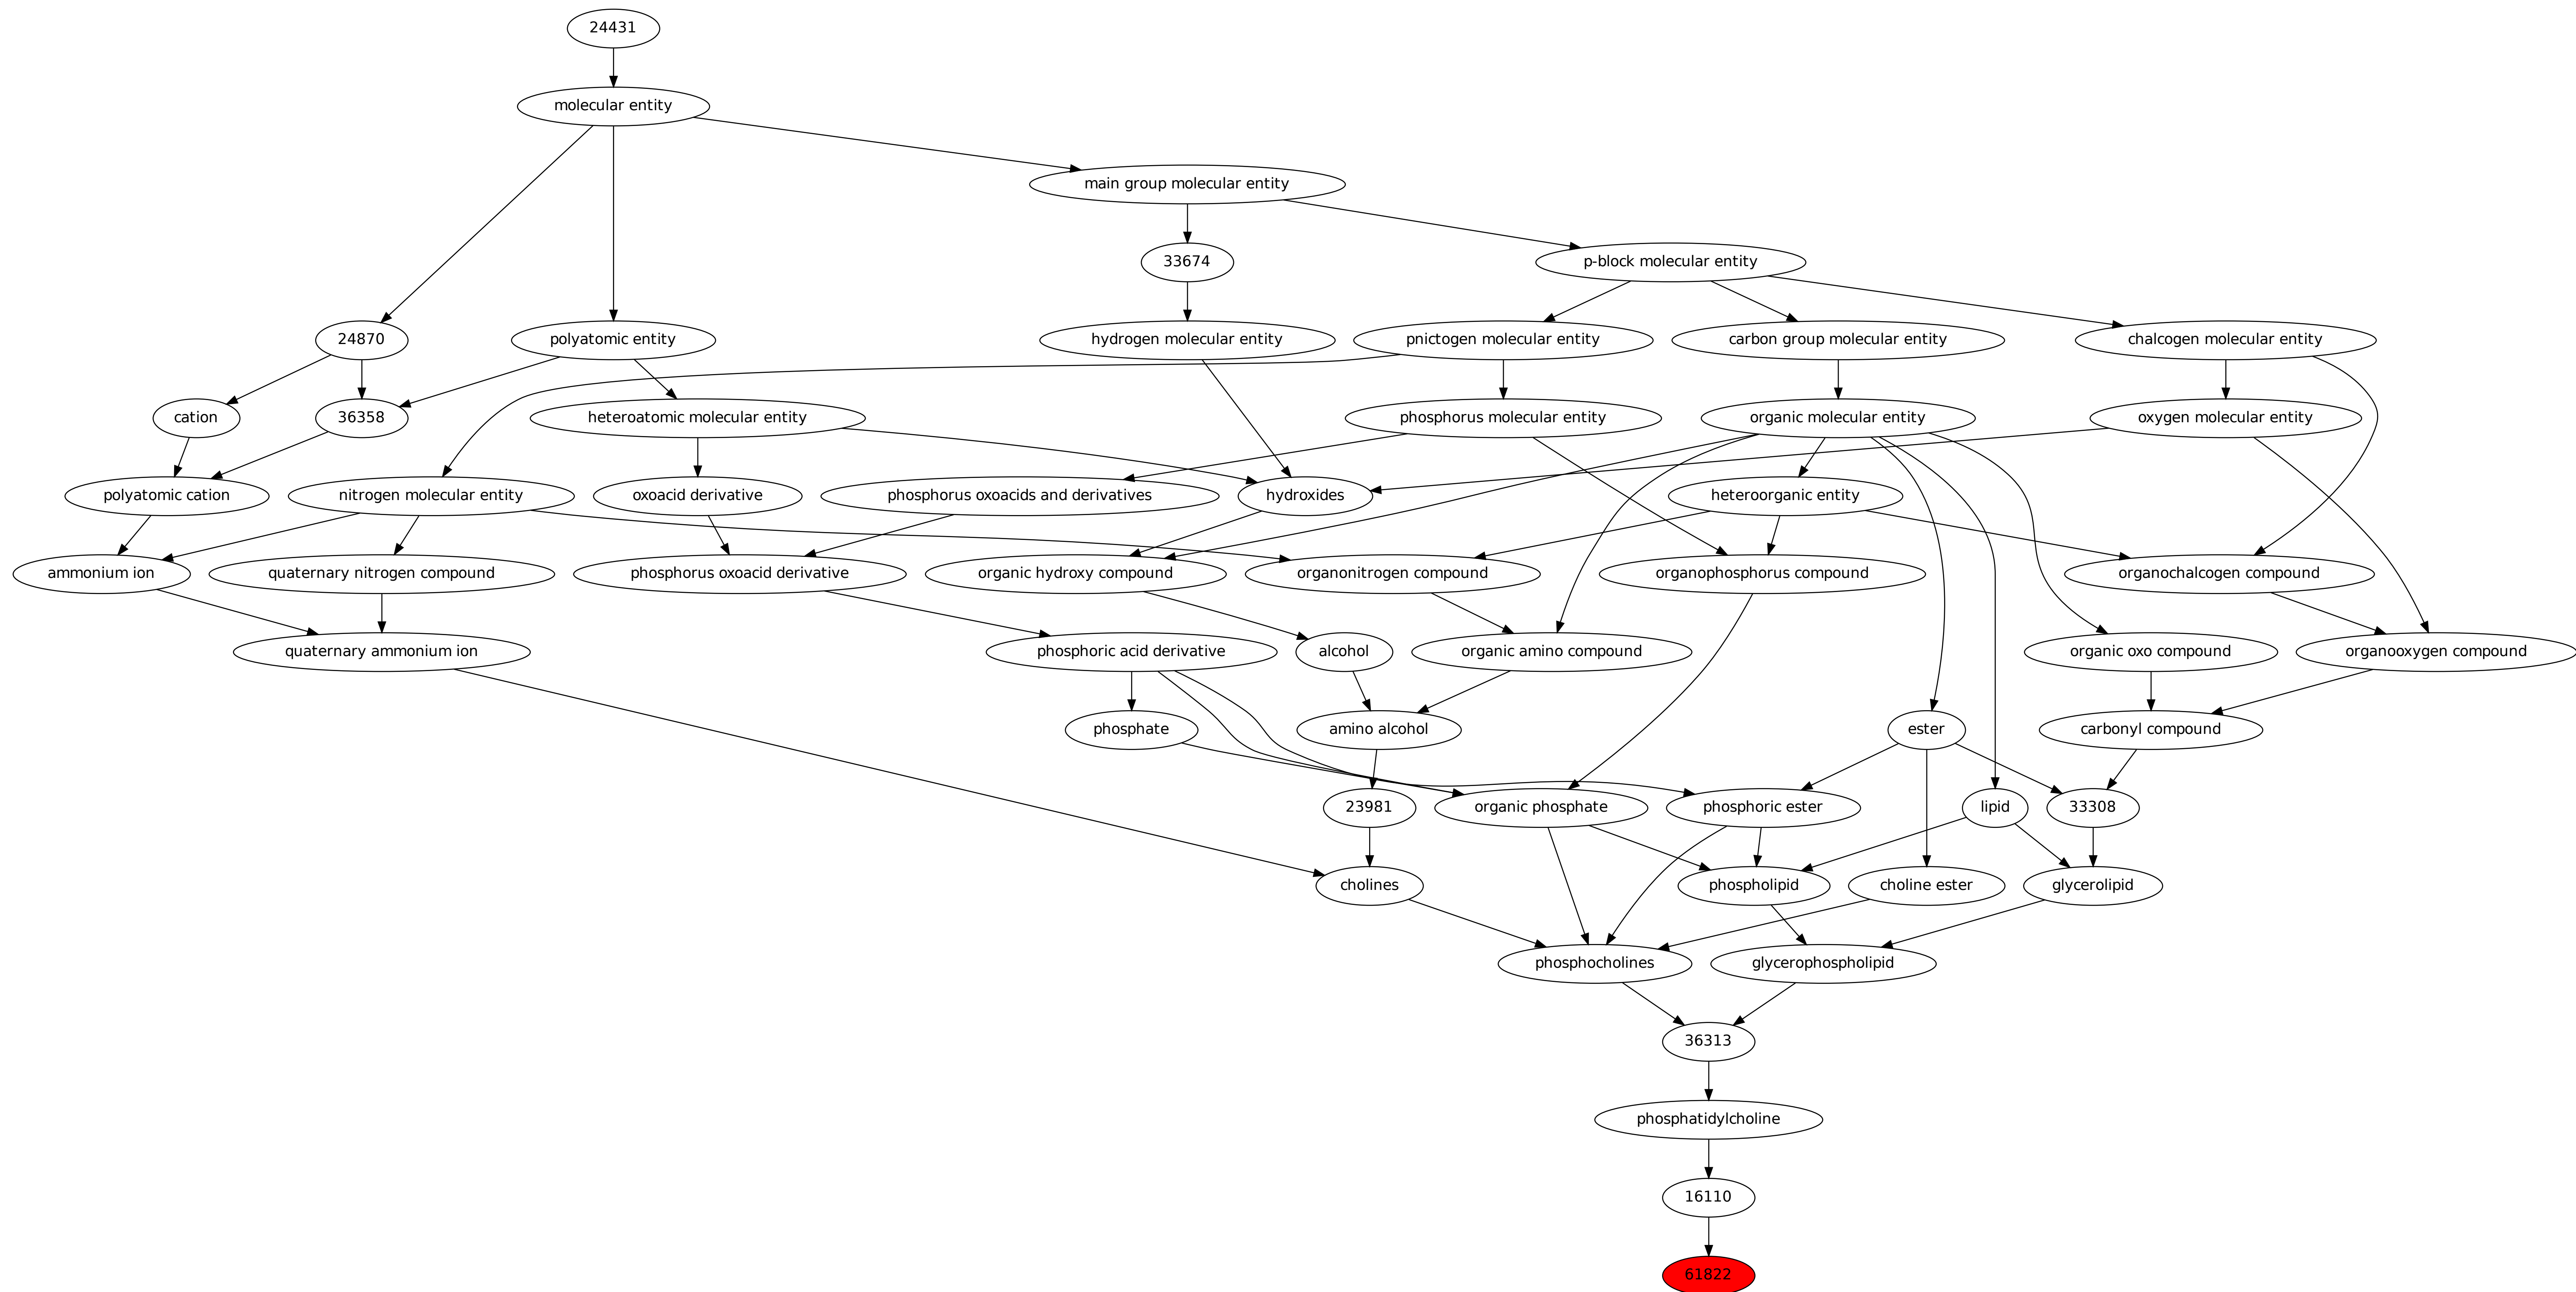 24431
molecular entity
main group molecular entity
33674
p-block molecular entity
24870
polyatomic entity
hydrogen molecular entity
pnictogen molecular entity
carbon group molecular entity
chalcogen molecular entity
cation
36358
heteroatomic molecular entity
phosphorus molecular entity
organic molecular entity
oxygen molecular entity
polyatomic cation
nitrogen molecular entity
oxoacid derivative
phosphorus oxoacids and derivatives
hydroxides
heteroorganic entity
ammonium ion
quaternary nitrogen compound
phosphorus oxoacid derivative
organic hydroxy compound
organonitrogen compound
organophosphorus compound
organochalcogen compound
quaternary ammonium ion
phosphoric acid derivative
alcohol
organic amino compound
organic oxo compound
organooxygen compound
phosphate
amino alcohol
ester
carbonyl compound
23981
organic phosphate
phosphoric ester
lipid
33308
cholines
phospholipid
choline ester
glycerolipid
phosphocholines
glycerophospholipid
36313
phosphatidylcholine
16110
61822